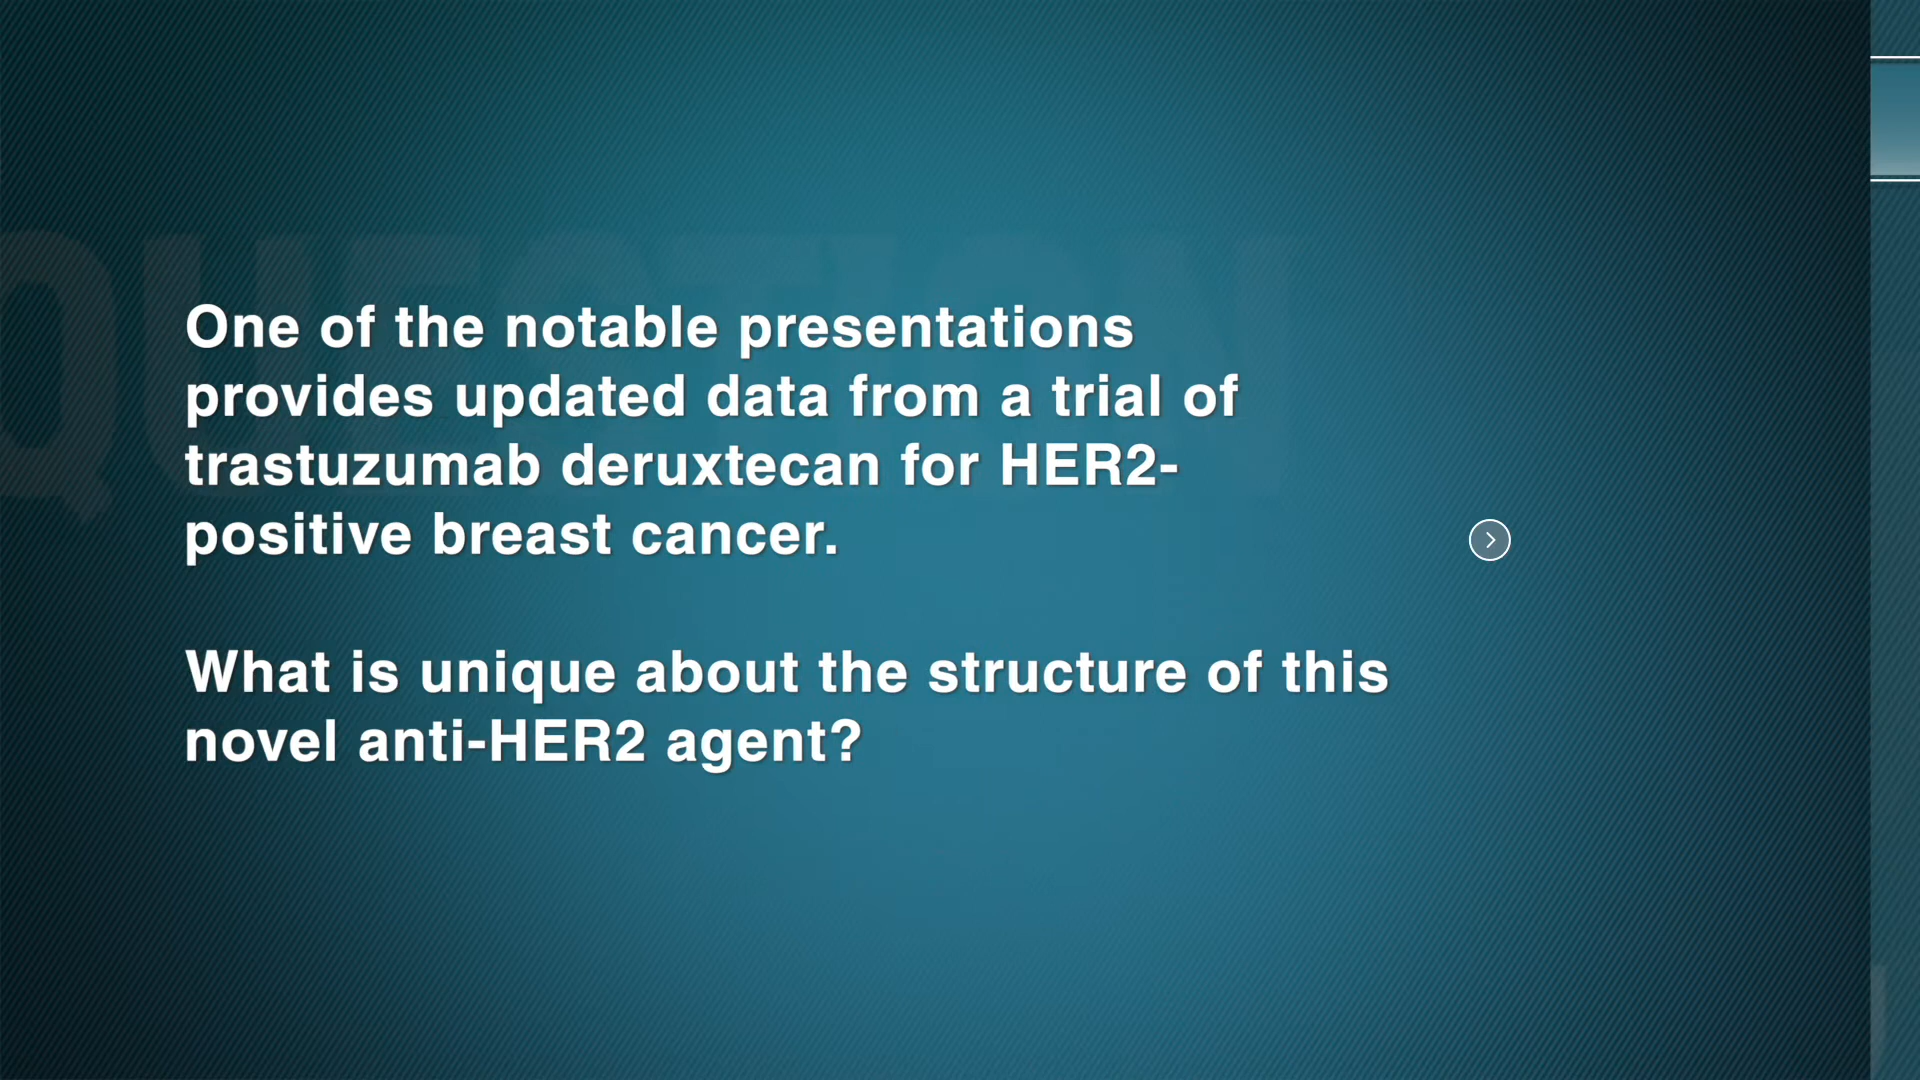 QUESTION
One of the notable presentations
provides updated data from a trial of
trastuzumab deruxtecan for HER2-
positive breast cancer.
What is unique about the structure of this
novel anti-HER2 agent?